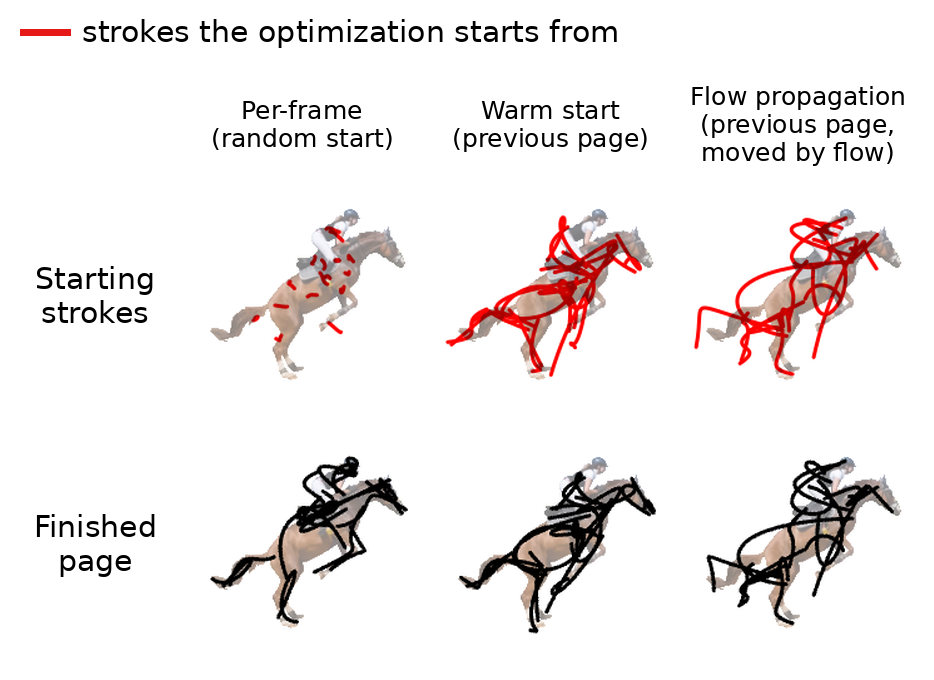 strokes the optimization starts from
Per-frame
(random start)
Warm start
(previous page)
Flow propagation
(previous page,
moved by flow)
Starting
strokes
Finished
page